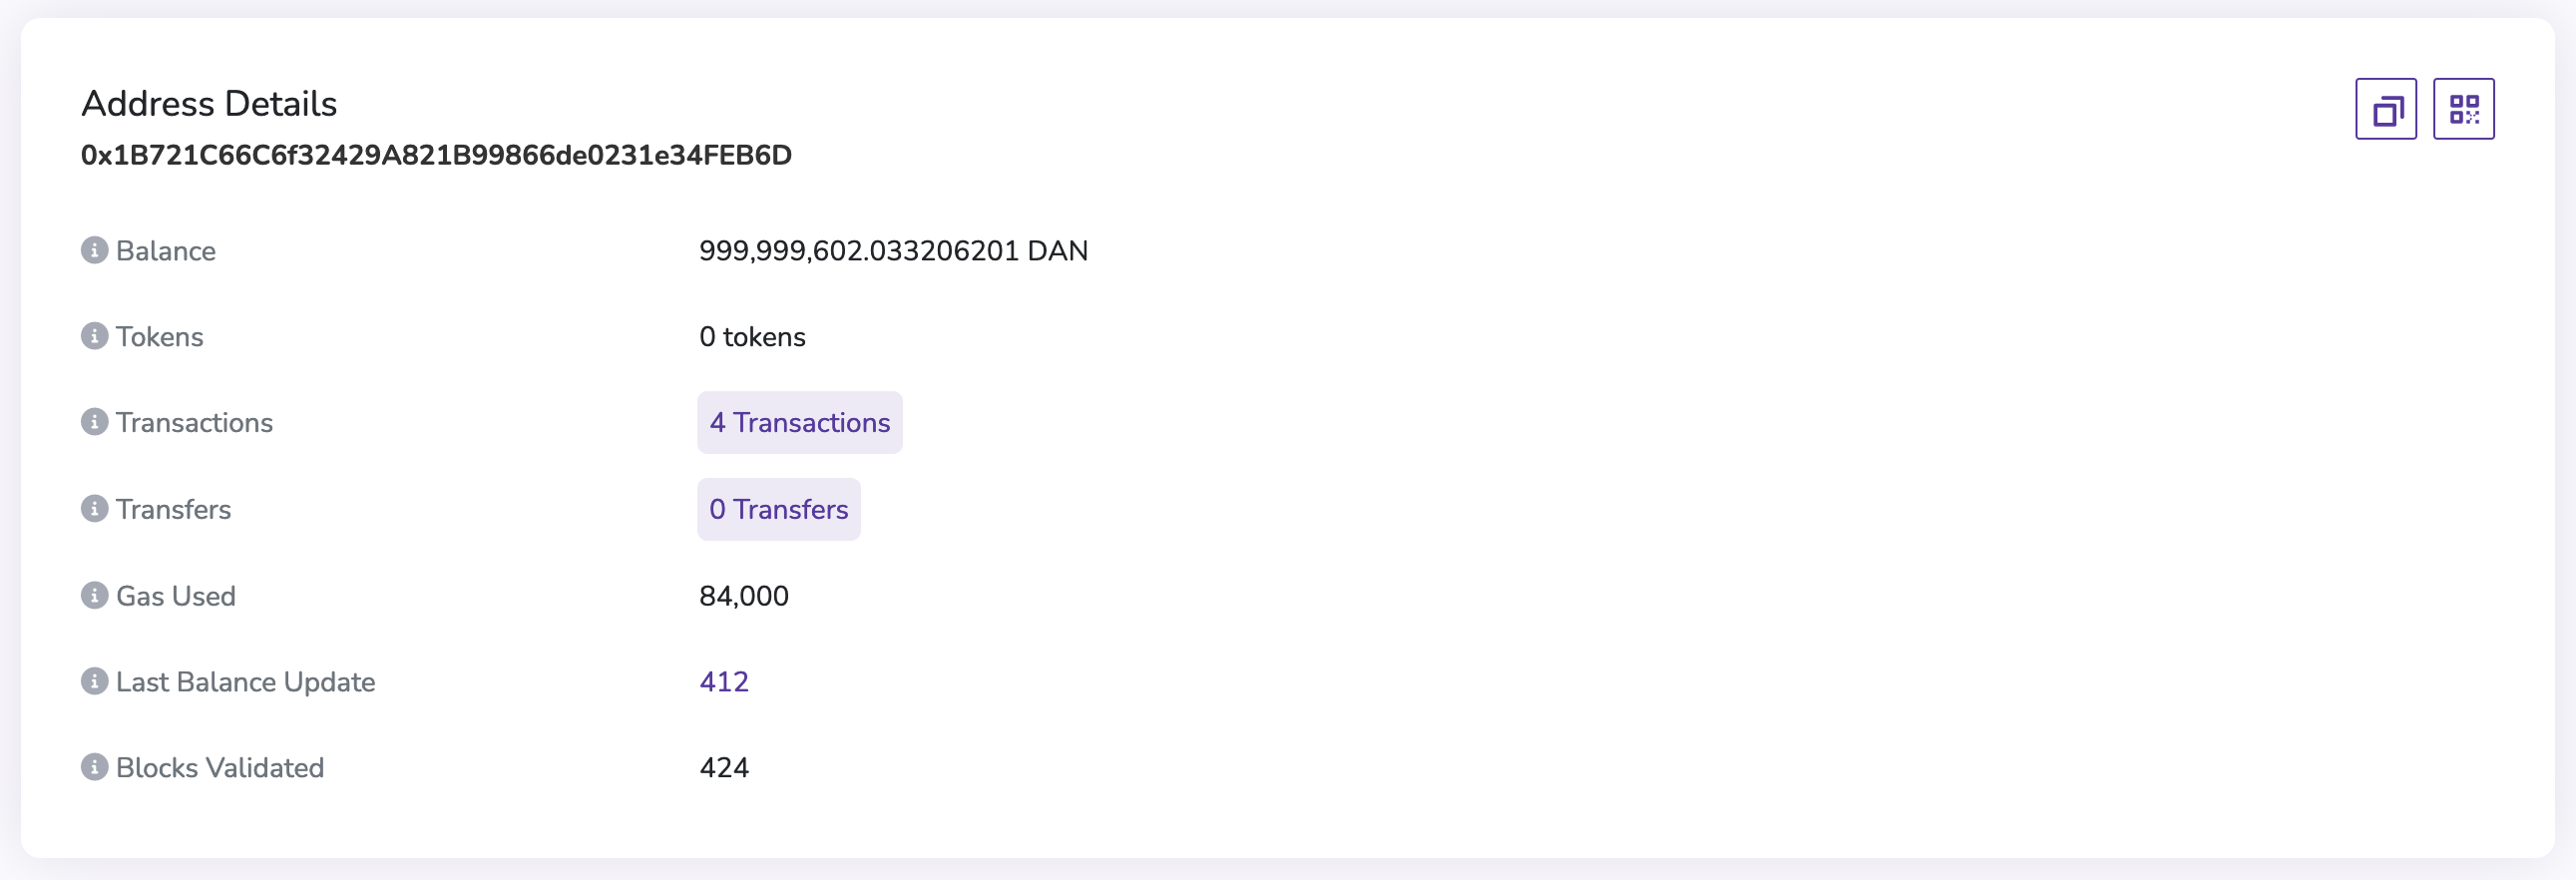 Address Details
0x1B721C66C6f32429A821B99866de0231e34FEB6D
Balance 999,999,602.033206201 DAN
Tokens 0 tokens
Transactions 4 Transactions
Transfers 0 Transfers
Gas Used 84,000
Last Balance Update 412
Blocks Validated 424